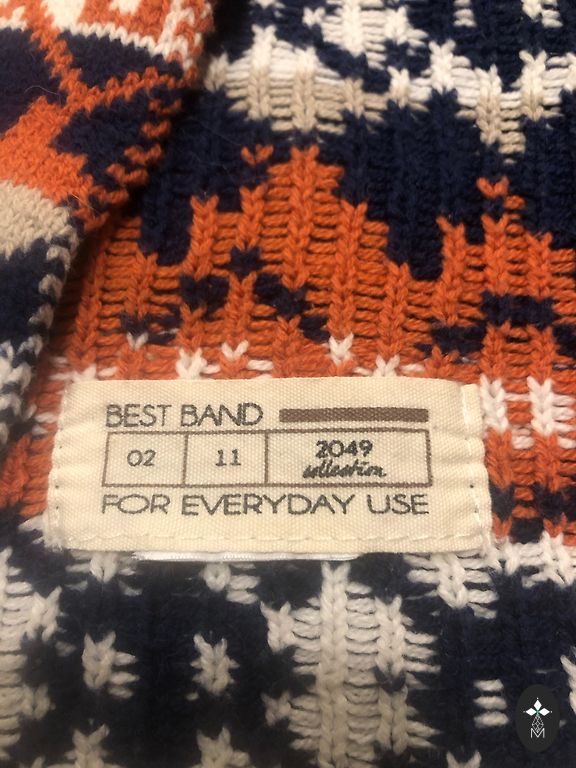 BEST BAND
02 11 2049
collection
FOR EVERYDAY USE